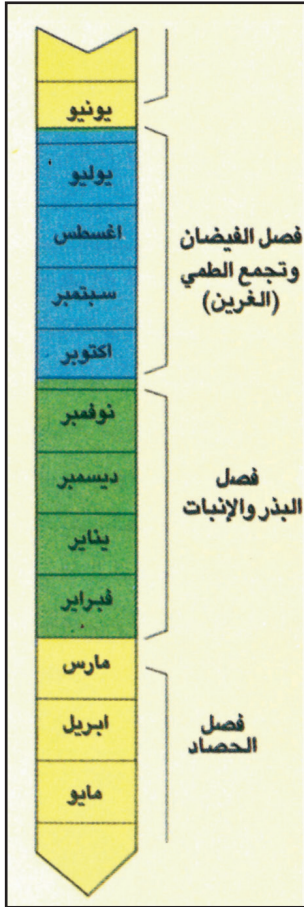 يونيو
يوليو
اغسطس
سبتمبر
اكتوبر
فصل الفيضان
وتجمع الطمي
(الغرين)
نوفمبر
ديسمبر
يناير
فبراير
فصل
البذر والإنبات
مارس
ابريل
مايو
فصل
الحصاد